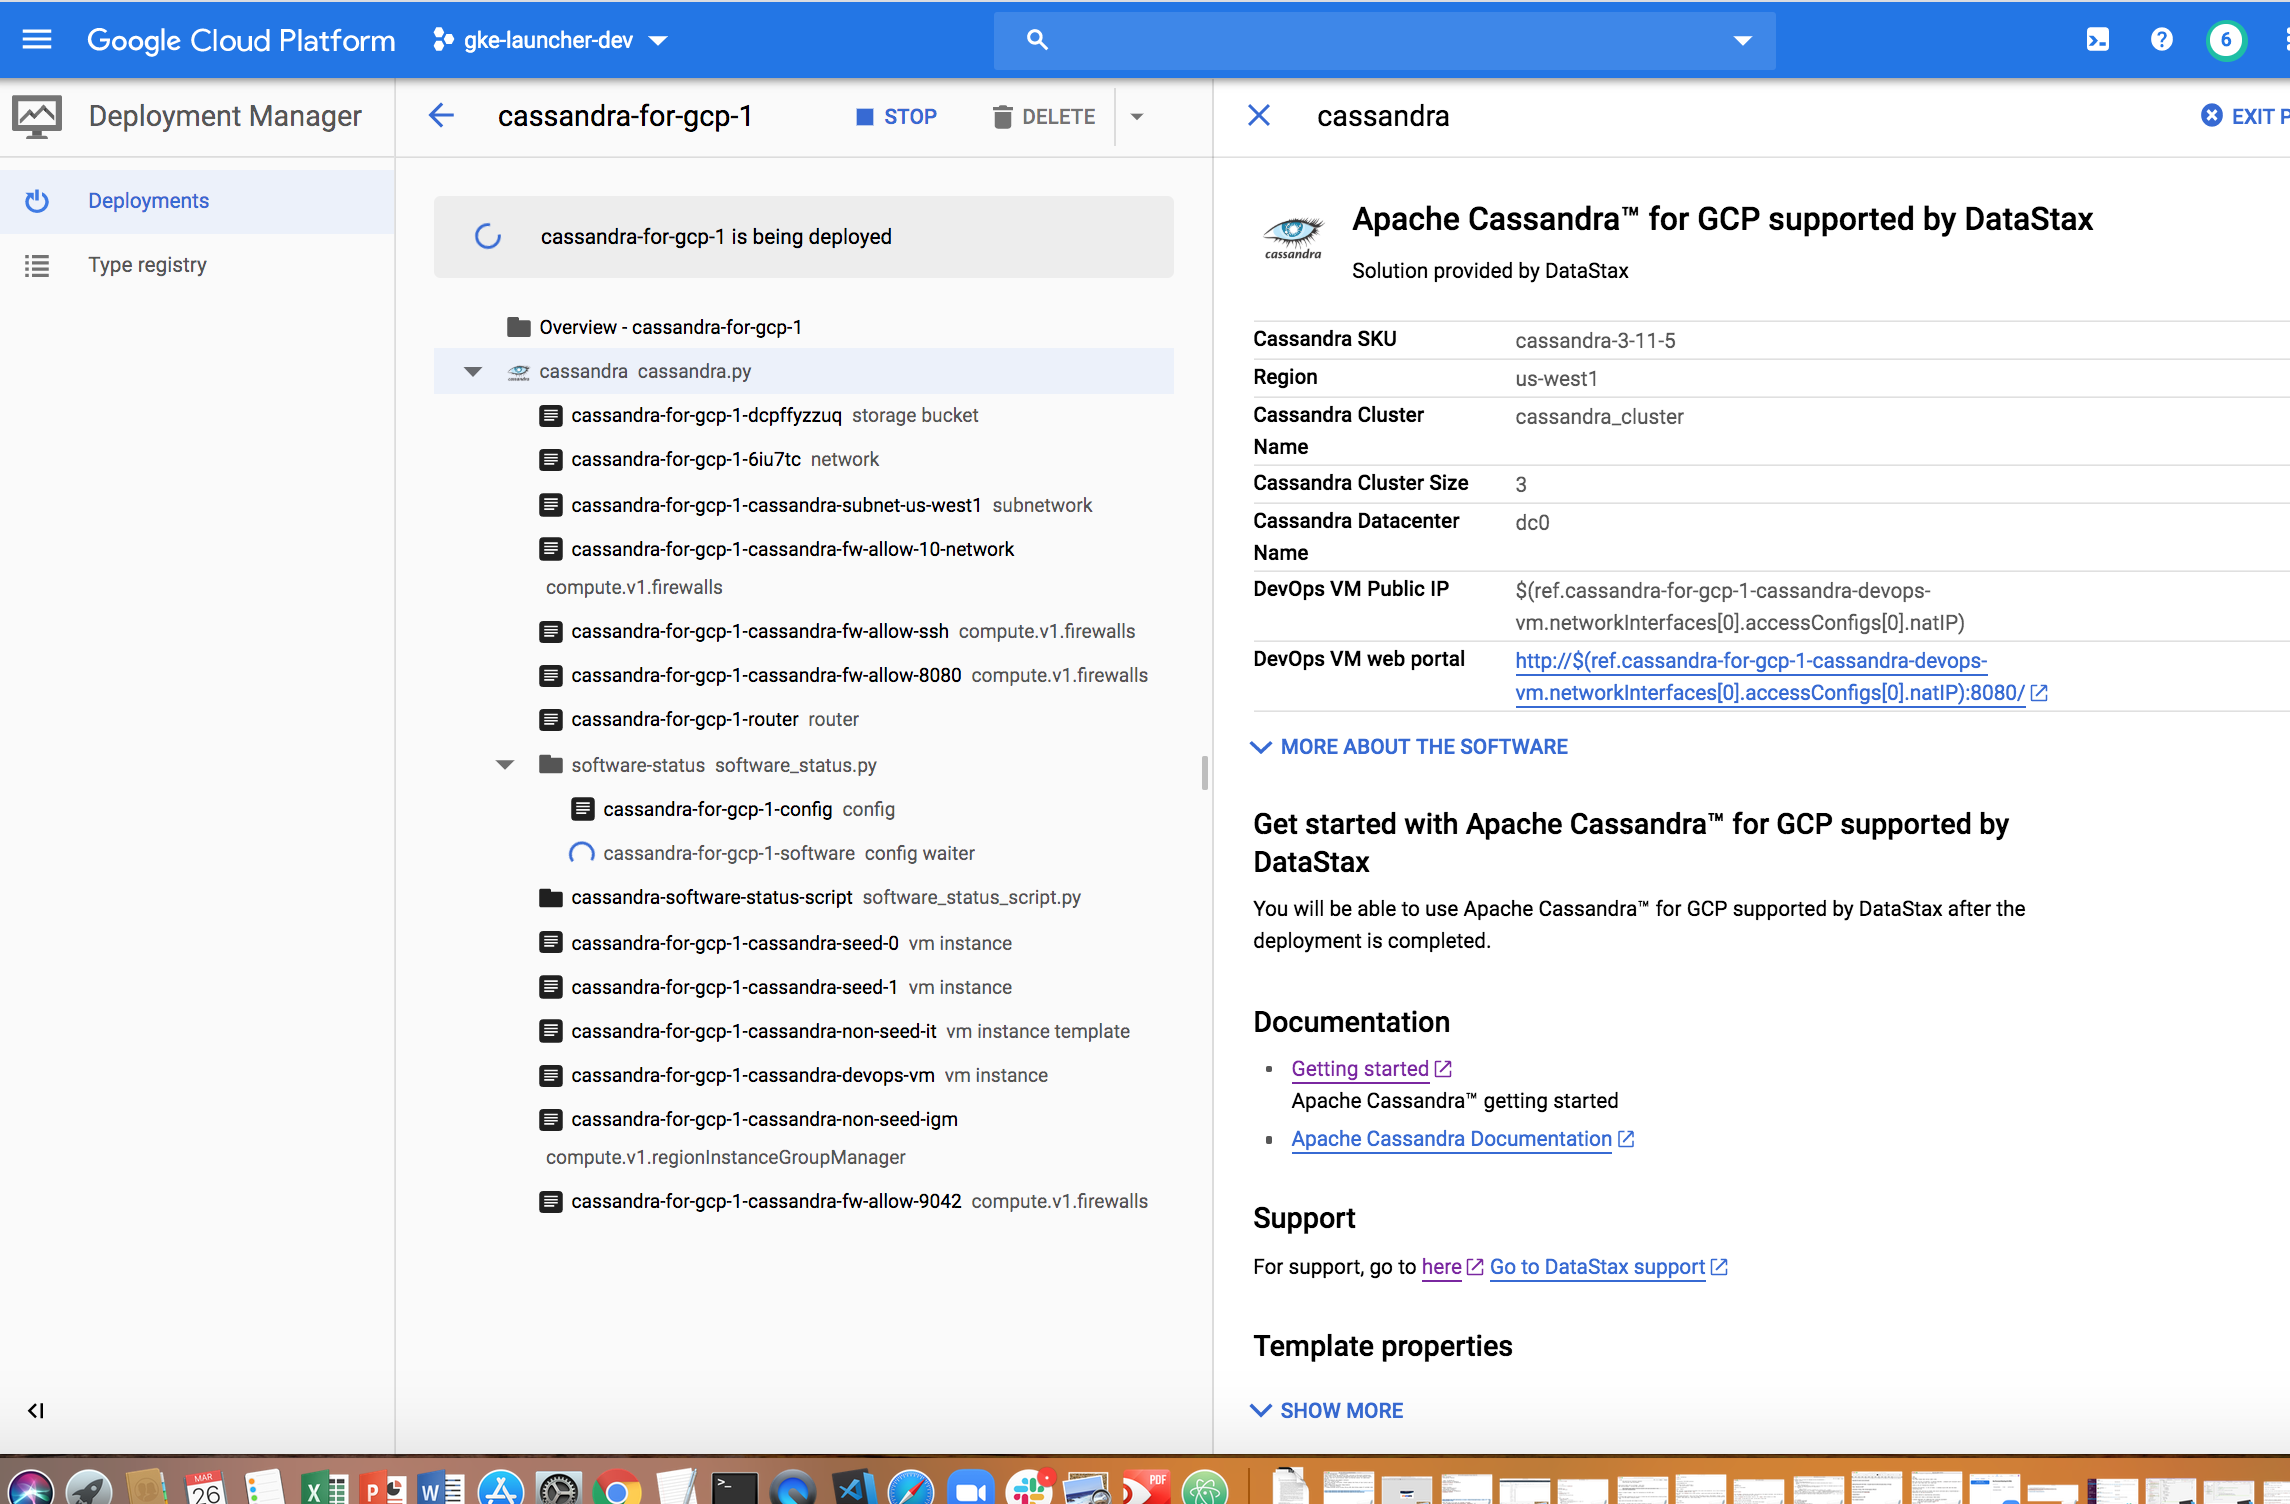 Google Cloud Platform
gke-launcher-dev
6
Deployment Manager
Deployments
Type registry
cassandra-for-gcp-1
STOP
DELETE
cassandra-for-gcp-1 is being deployed
Overview - cassandra-for-gcp-1
cassandra cassandra.py
cassandra-for-gcp-1-dcpffyzzuq storage bucket
cassandra-for-gcp-1-6iu7tc network
cassandra-for-gcp-1-cassandra-subnet-us-west1 subnetwork
cassandra-for-gcp-1-cassandra-fw-allow-10-network
compute.v1.firewalls
cassandra-for-gcp-1-cassandra-fw-allow-ssh compute.v1.firewalls
cassandra-for-gcp-1-cassandra-fw-allow-8080 compute.v1.firewalls
cassandra-for-gcp-1-router router
software-status software_status.py
cassandra-for-gcp-1-config config
cassandra-for-gcp-1-software config waiter
cassandra-software-status-script software_status_script.py
cassandra-for-gcp-1-cassandra-seed-0 vm instance
cassandra-for-gcp-1-cassandra-seed-1 vm instance
cassandra-for-gcp-1-cassandra-non-seed-it vm instance template
cassandra-for-gcp-1-cassandra-devops-vm vm instance
cassandra-for-gcp-1-cassandra-non-seed-igm
compute.v1.regionInstanceGroupManager
cassandra-for-gcp-1-cassandra-fw-allow-9042 compute.v1.firewalls
cassandra
EXIT P
cassandra
Apache Cassandra™ for GCP supported by DataStax
Solution provided by DataStax
Cassandra SKU cassandra-3-11-5
Region us-west1
Cassandra Cluster cassandra_cluster
Name
Cassandra Cluster Size 3
Cassandra Datacenter dc0
Name
DevOps VM Public IP $(ref.cassandra-for-gcp-1-cassandra-devops-
vm.networkInterfaces[0].accessConfigs[0].natIP)
DevOps VM web portal http://$(ref.cassandra-for-gcp-1-cassandra-devops-
vm.networkInterfaces[0].accessConfigs[0].natIP):8080/
MORE ABOUT THE SOFTWARE
Get started with Apache Cassandra™ for GCP supported by
DataStax
You will be able to use Apache Cassandra™ for GCP supported by DataStax after the
deployment is completed.
Documentation
Getting started
Apache Cassandra™ getting started
Apache Cassandra Documentation
Support
For support, go to here Go to DataStax support
Template properties
SHOW MORE
MAR
26
X
P
W
PDF